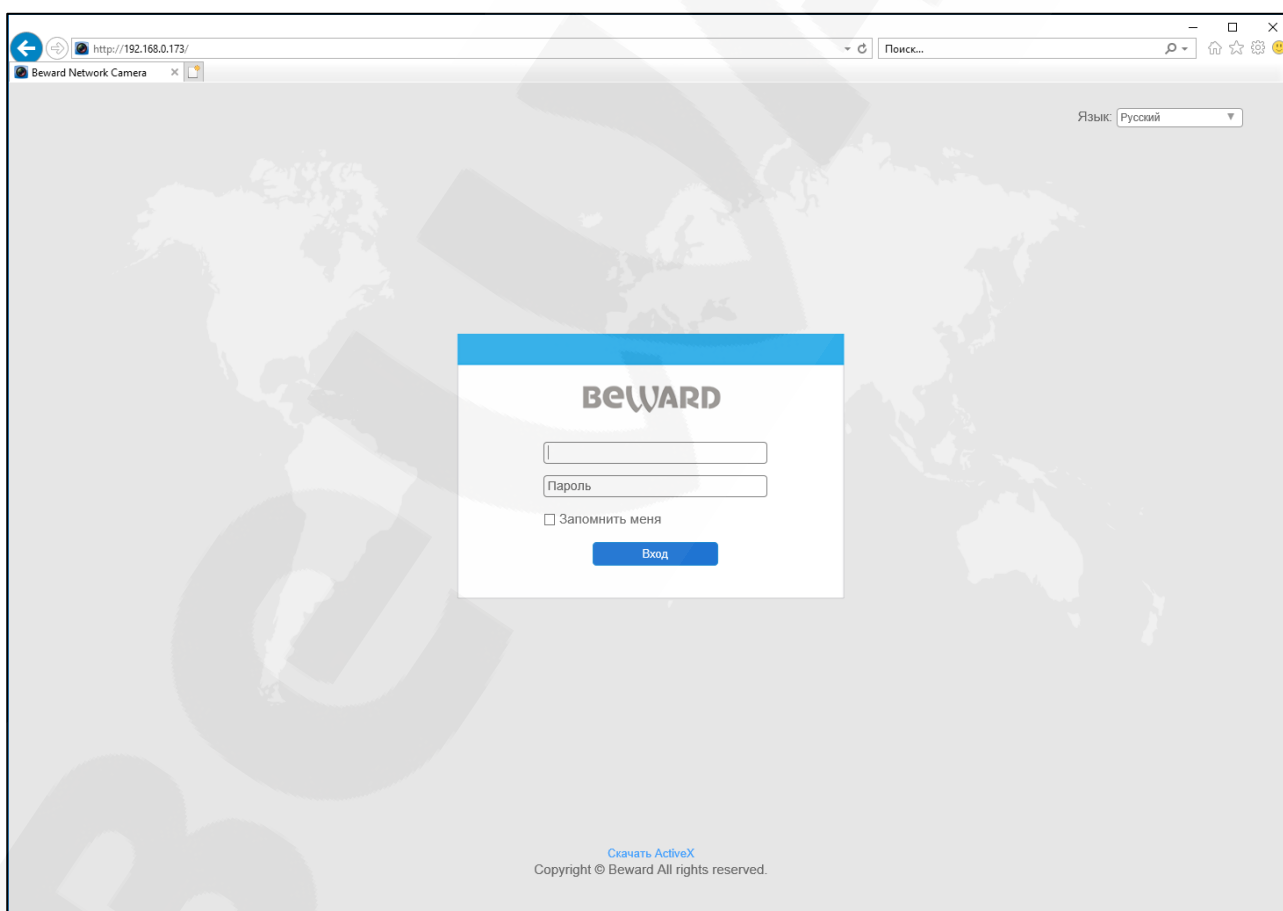 http://192.168.0.173/
Поиск...
Beward Network Camera
Язык: Русский
BEWARD
Пароль
Запомнить меня
Вход
Скачать ActiveX
Copyright © Beward All rights reserved.